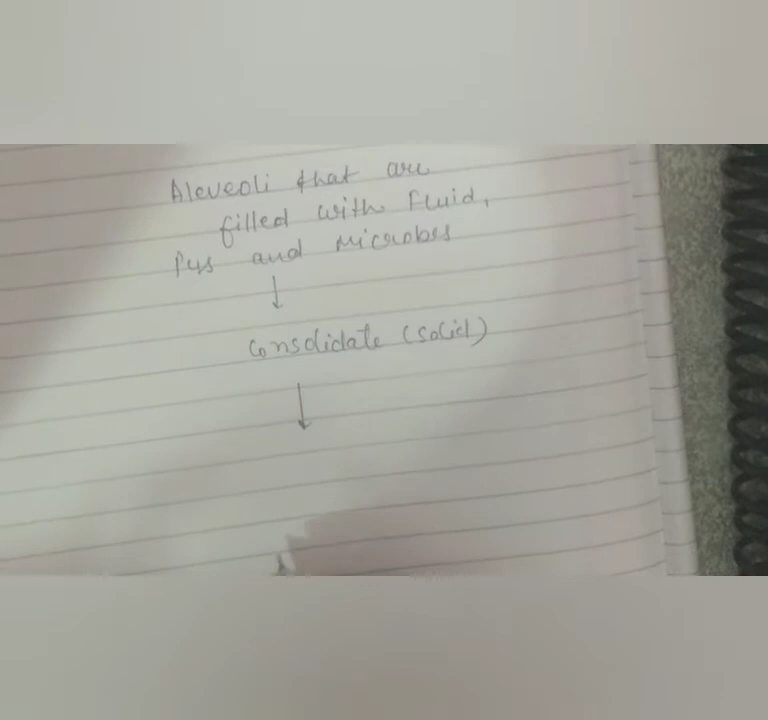 Aleveoli that are
filled with fluid,
Pus and Microbes
↓
Consolidate (solid)
↓